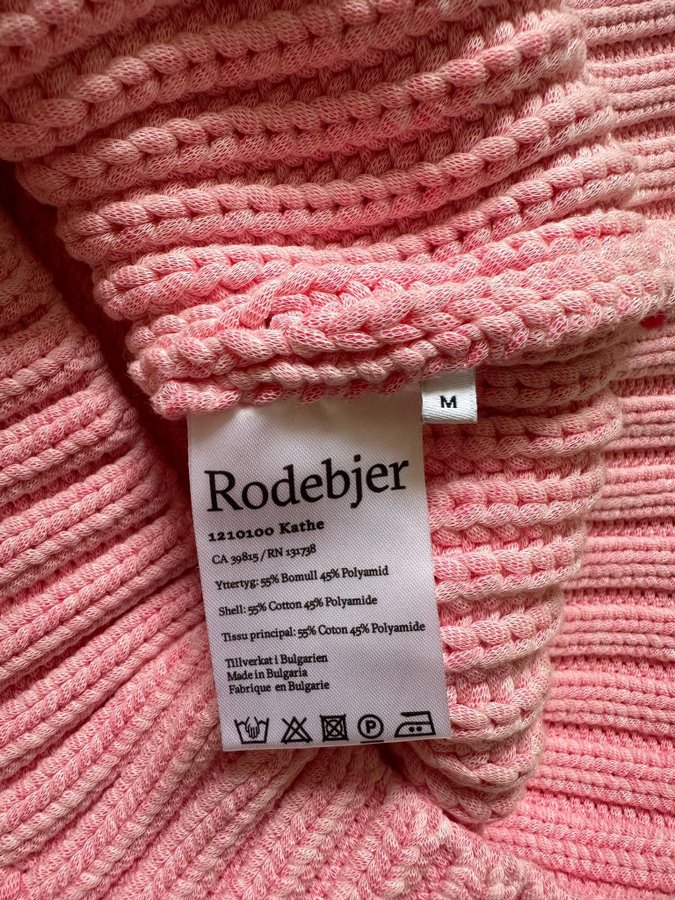 M
Rodebjer
1210100 Kathe
CA 39815 / RN 131738
Yttertyg: 55% Bomull 45% Polyamid
Shell: 55% Cotton 45% Polyamide
Tissu principal: 55% Coton 45% Polyamide
Tillverkat i Bulgarien
Made in Bulgaria
Fabrique en Bulgarie
P